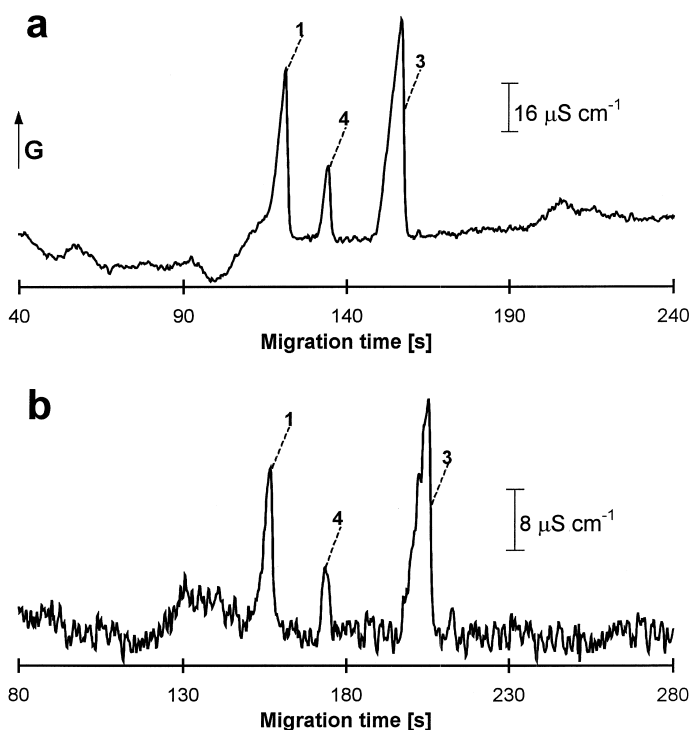 a
1
3
4
16 μS cm-1
G
40 90 140 190 240
Migration time [s]
b
1
3
4
8 μS cm-1
80 130 180 230 280
Migration time [s]